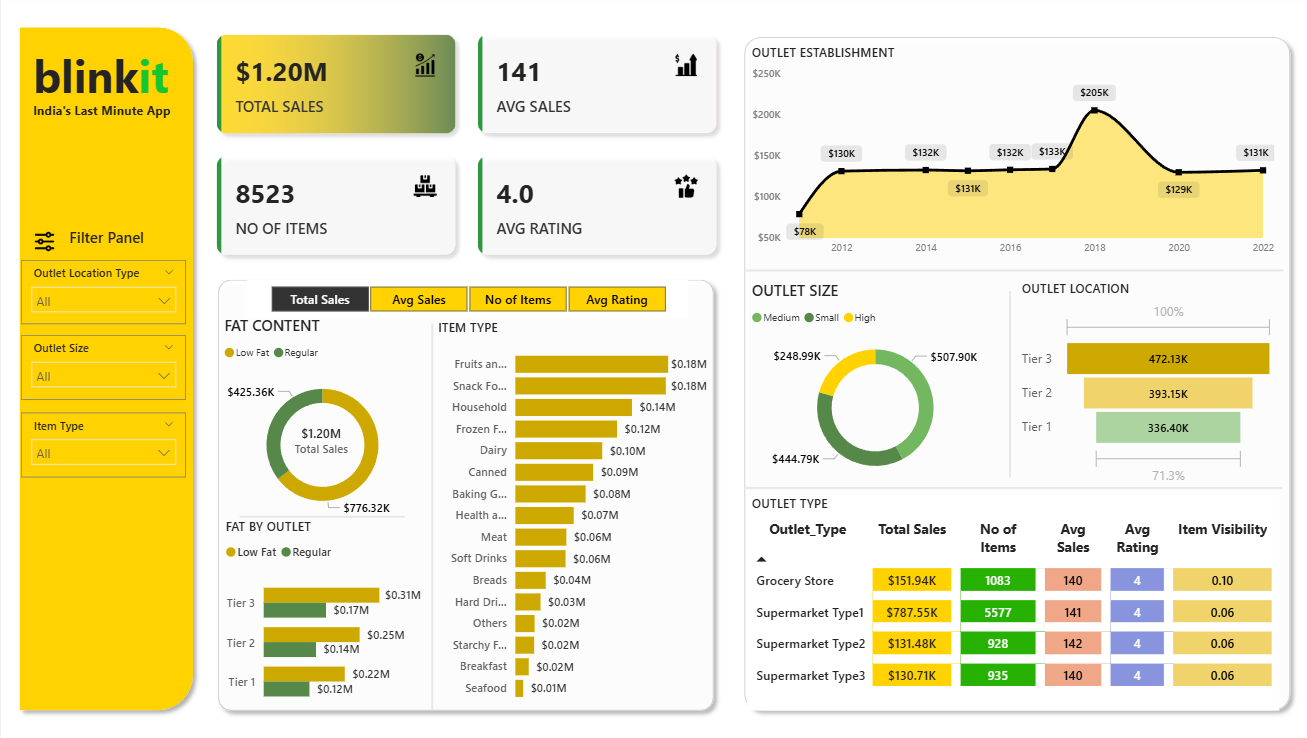 blinkit
India's Last Minute App
Filter Panel
Outlet Location Type
All
Outlet Size
All
Item Type
All
$1.20M
TOTAL SALES
141
AVG SALES
8523
NO OF ITEMS
4.0
AVG RATING
Total Sales Avg Sales No of Items Avg Rating
FAT CONTENT
Low Fat Regular
$425.36K
$1.20M
Total Sales
$776.32K
FAT BY OUTLET
Low Fat Regular
Tier 3 $0.31M
$0.17M
Tier 2 $0.25M
$0.14M
Tier 1 $0.22M
$0.12M
ITEM TYPE
Fruits an... $0.18M
Snack Fo... $0.18M
Household $0.14M
Frozen F... $0.12M
Dairy $0.10M
Canned $0.09M
Baking G... $0.08M
Health a... $0.07M
Meat $0.06M
Soft Drinks $0.06M
Breads $0.04M
Hard Dri... $0.03M
Others $0.02M
Starchy F... $0.02M
Breakfast $0.02M
Seafood $0.01M
OUTLET ESTABLISHMENT
$250K
$200K
$150K
$100K
$50K
$78K
$130K
$132K
$131K
$132K
$133K
$205K
$129K
$131K
2012 2014 2016 2018 2020 2022
OUTLET SIZE
Medium Small High
$248.99K
$507.90K
$444.79K
OUTLET LOCATION
100%
Tier 3 472.13K
Tier 2 393.15K
Tier 1 336.40K
71.3%
OUTLET TYPE
Outlet_Type Total Sales No of Items Avg Sales Avg Rating Item Visibility
Grocery Store $151.94K 1083 140 4 0.10
Supermarket Type1 $787.55K 5577 141 4 0.06
Supermarket Type2 $131.48K 928 142 4 0.06
Supermarket Type3 $130.71K 935 140 4 0.06